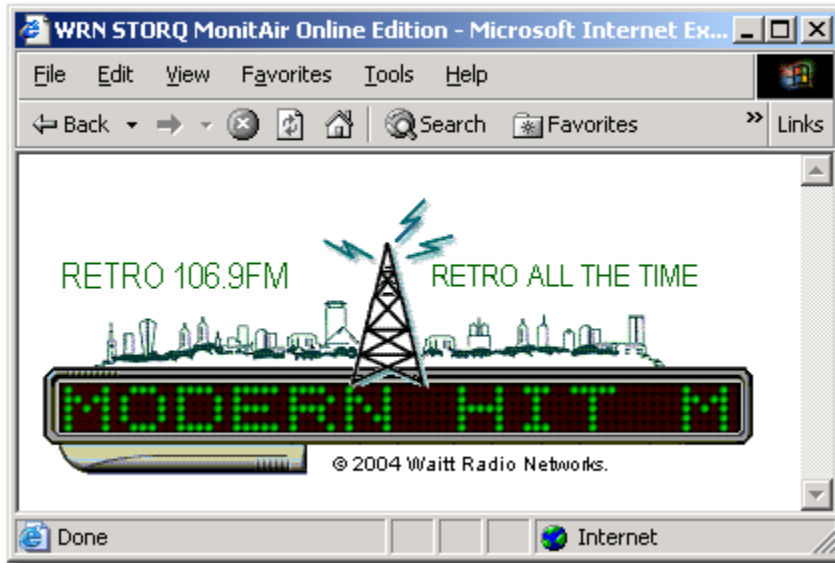 WRN STORQ MonitAir Online Edition - Microsoft Internet Ex...
File Edit View Favorites Tools Help
Back Search Favorites » Links
RETRO 106.9FM RETRO ALL THE TIME
MODERN HIT M
© 2004 Waitt Radio Networks.
Done Internet